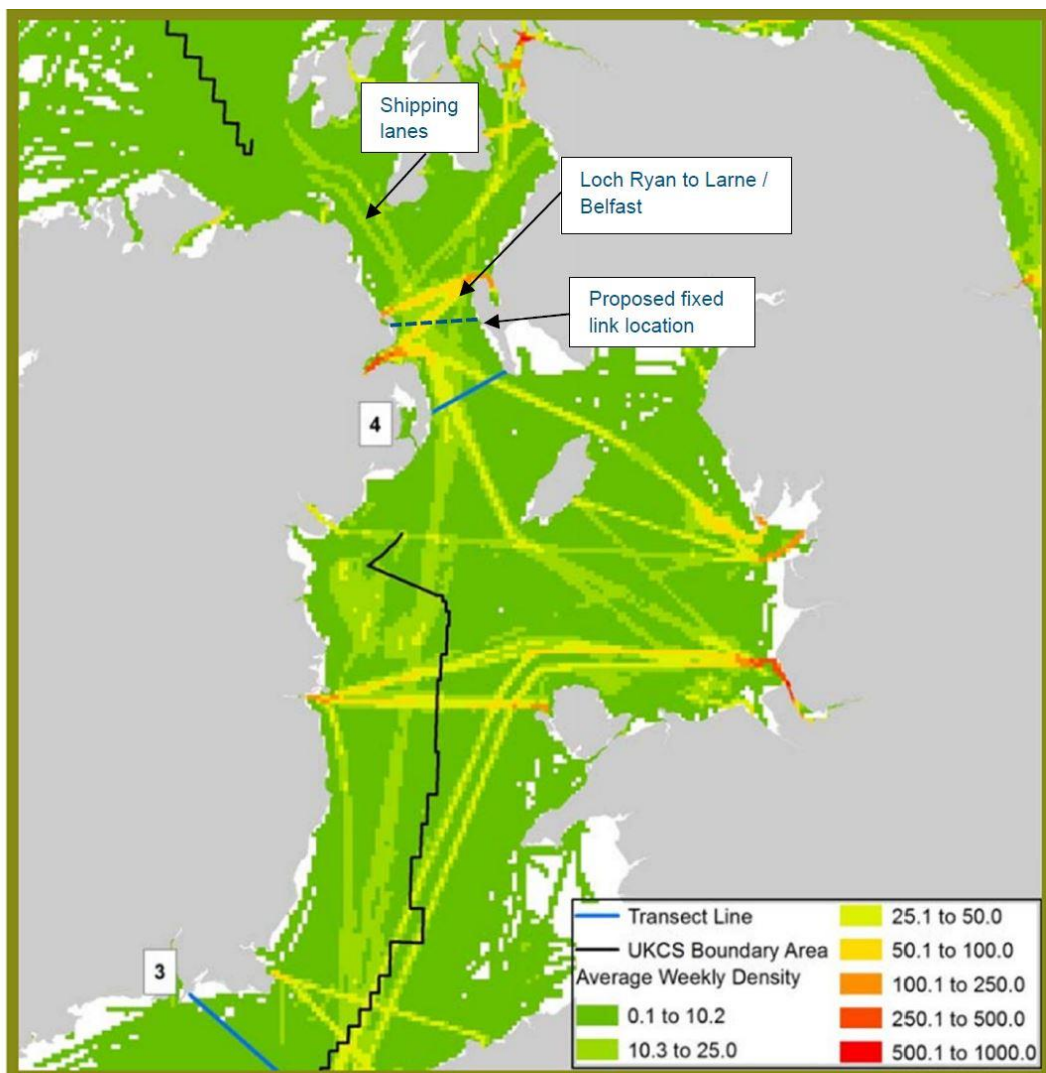 Shipping
lanes
Loch Ryan to Larne /
Belfast
Proposed fixed
link location
4
3
Transect Line
UKCS Boundary Area
Average Weekly Density
0.1 to 10.2
10.3 to 25.0
25.1 to 50.0
50.1 to 100.0
100.1 to 250.0
250.1 to 500.0
500.1 to 1000.0